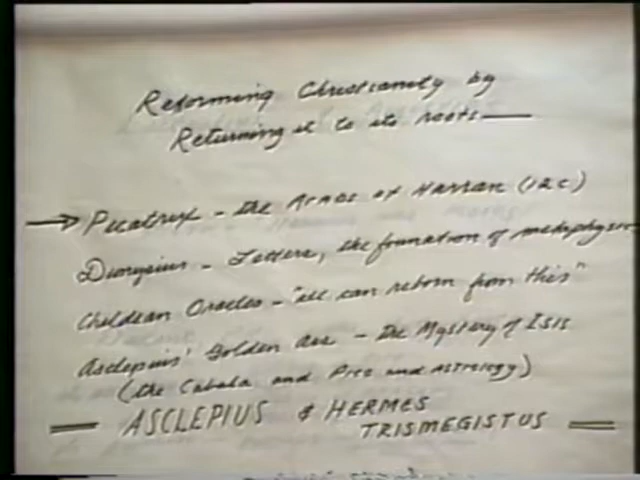 Reforming Christianity by
Returning it to its roots—
→ Picatrix - the Arabs of Harran (12c)
Dionysius - Letters, the founation of metaphysics
Chaldean Oracles - "all can reborn from this"
Asclepius' Golden Ass - the Mystery of Isis
(the Cabala and Pico and astrology)
= ASCLEPIUS & HERMES
TRISMEGISTUS =